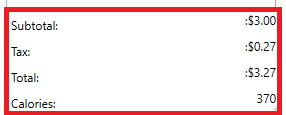 Subtotal: :$3.00
Tax: :$0.27
Total: :$3.27
Calories: 370